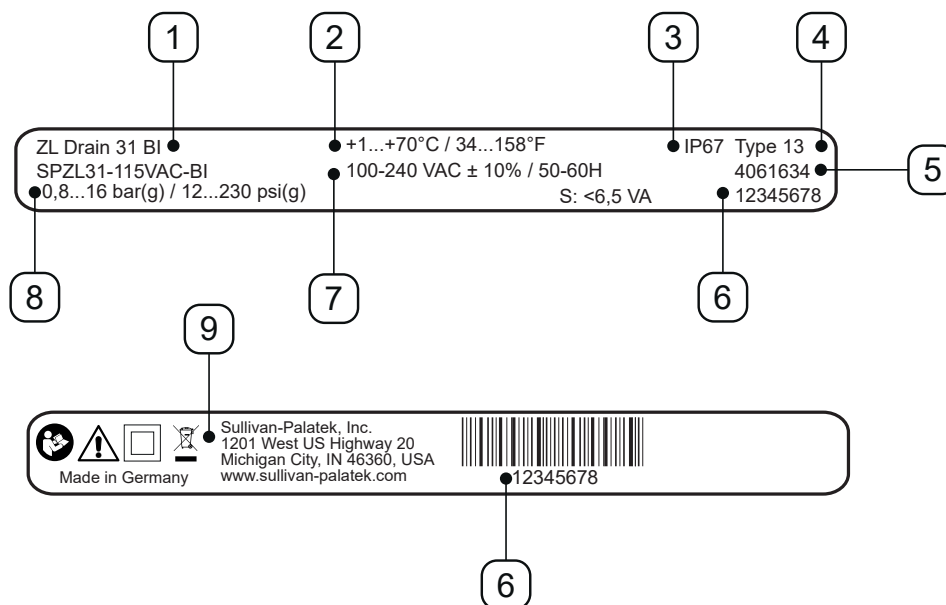 1
2
3
4
ZL Drain 31 BI
+1...+70°C / 34...158°F
IP67 Type 13
SPZL31-115VAC-BI
100-240 VAC ± 10% / 50-60H
4061634
5
0,8...16 bar(g) / 12...230 psi(g)
S: <6,5 VA
12345678
8
7
6
9
Sullivan-Palatek, Inc.
1201 West US Highway 20
Michigan City, IN 46360, USA
Made in Germany
www.sullivan-palatek.com
12345678
6